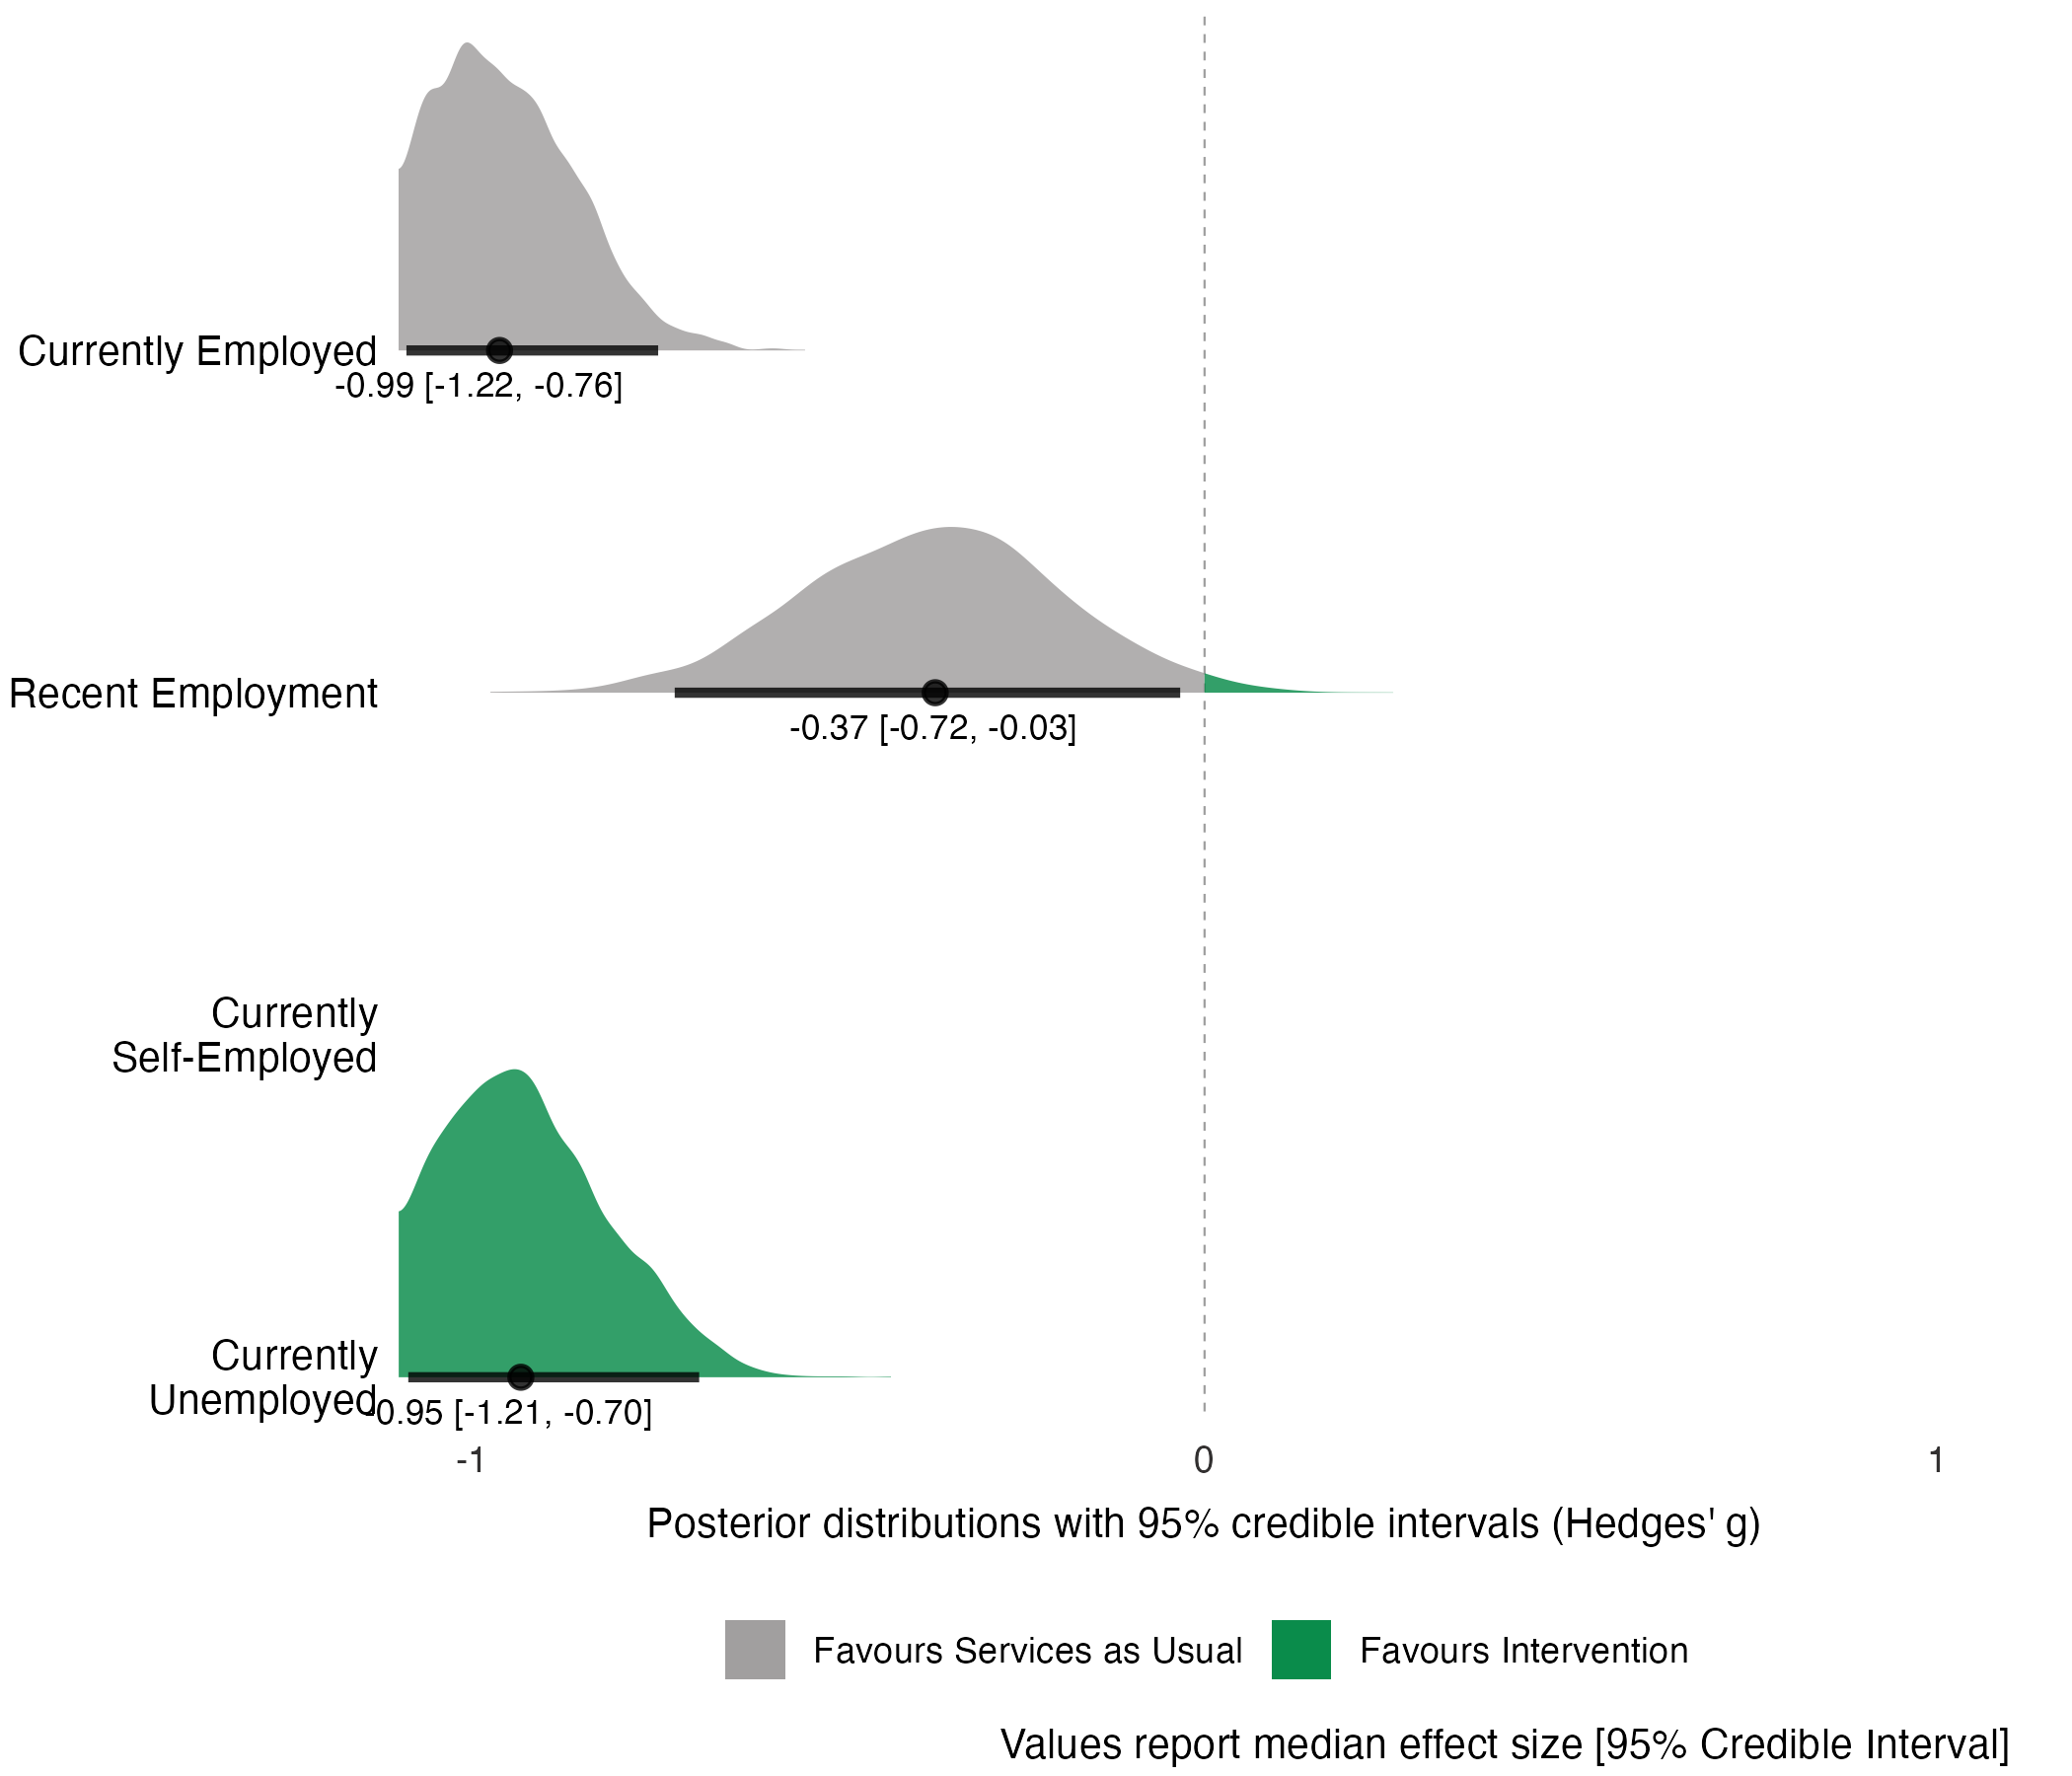 Currently Employed
-0.99 [-1.22, -0.76]
Recent Employment
-0.37 [-0.72, -0.03]
Currently
Self-Employed
Currently
Unemployed
-0.95 [-1.21, -0.70]
-1 0 1
Posterior distributions with 95% credible intervals (Hedges' g)
Favours Services as Usual Favours Intervention
Values report median effect size [95% Credible Interval]